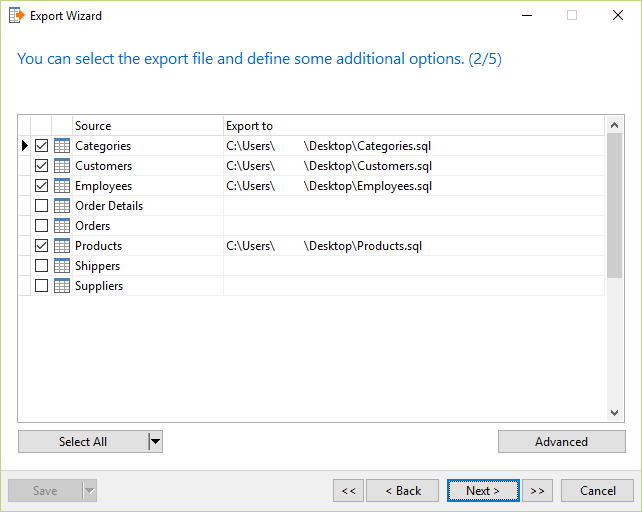 Export Wizard
You can select the export file and define some additional options. (2/5)
Source Export to
Categories C:\Users\ \Desktop\Categories.sql
Customers C:\Users\ \Desktop\Customers.sql
Employees C:\Users\ \Desktop\Employees.sql
Order Details
Orders
Products C:\Users\ \Desktop\Products.sql
Shippers
Suppliers
Select All Advanced
Save << < Back Next > >> Cancel